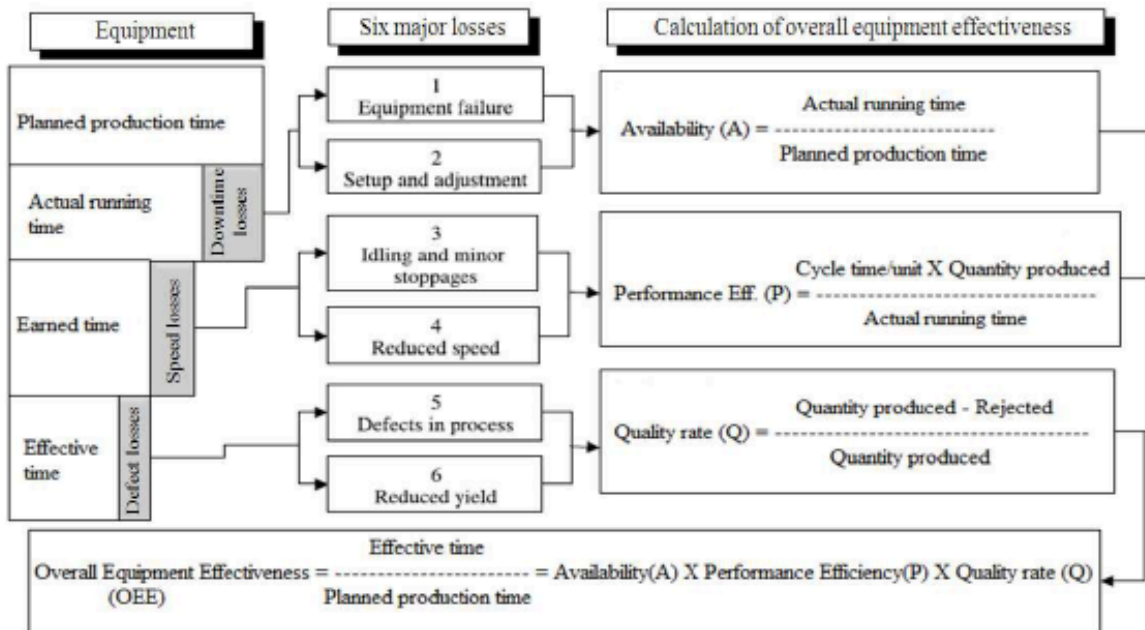 Equipment
Six major losses
Calculation of overall equipment effectiveness
Planned production time
Actual running
time
Downtime
losses
Earned time
Speed losses
Effective
time
Defect losses
1
Equipment failure
2
Setup and adjustment
3
Idling and minor
stoppages
4
Reduced speed
5
Defects in process
6
Reduced yield
Actual running time
Availability (A) = ---------------------------
Planned production time
Cycle time/unit X Quantity produced
Performance Eff. (P) = ----------------------------------
Actual running time
Quantity produced - Rejected
Quality rate (Q) = ---------------------------------------
Quantity produced
Effective time
Overall Equipment Effectiveness = ------------------------ = Availability(A) X Performance Efficiency(P) X Quality rate (Q)
(OEE) Planned production time